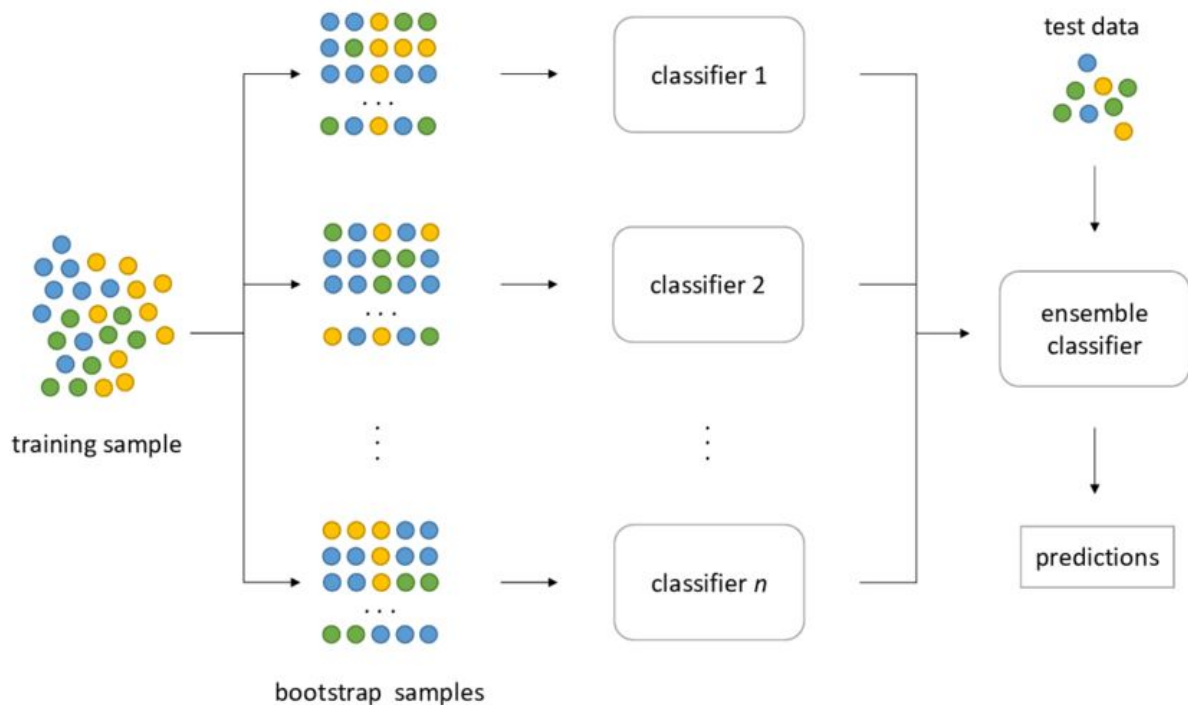 test data
classifier 1
. . .
classifier 2
. . .
ensemble
classifier
training sample
classifier n
predictions
. . .
bootstrap samples